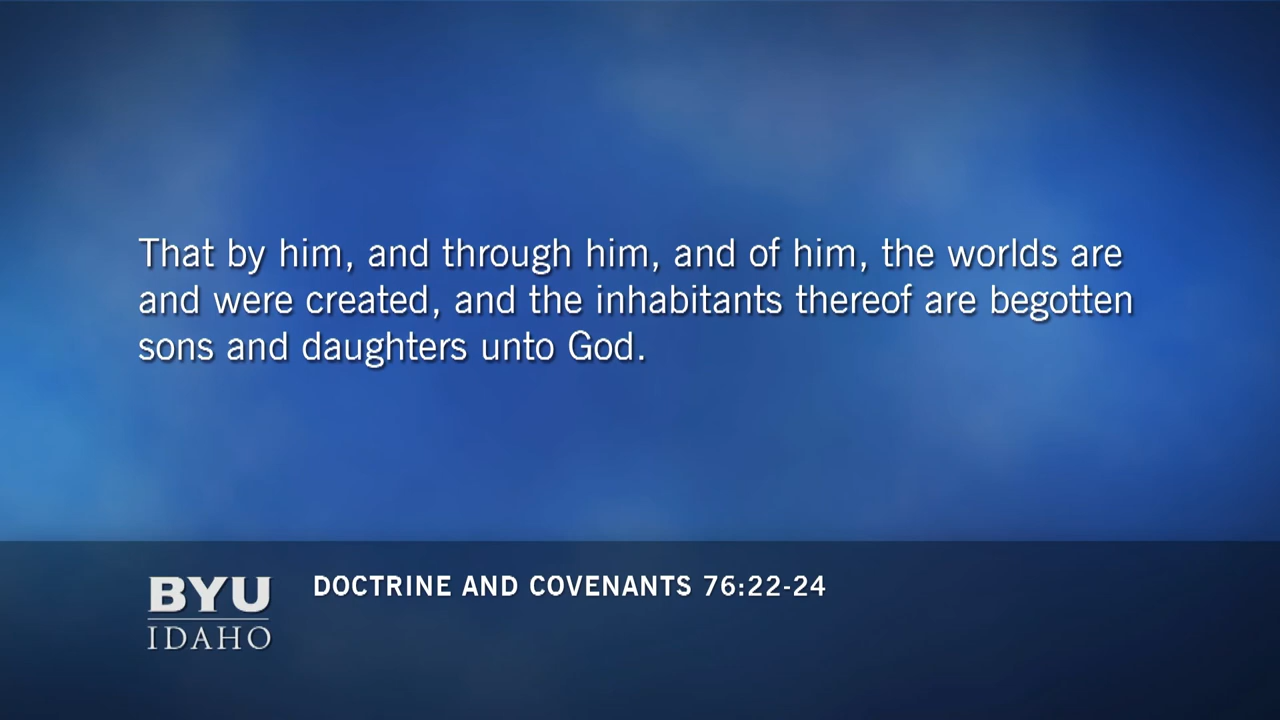 That by him, and through him, and of him, the worlds are
and were created, and the inhabitants thereof are begotten
sons and daughters unto God.
BYU
IDAHO
DOCTRINE AND COVENANTS 76:22-24